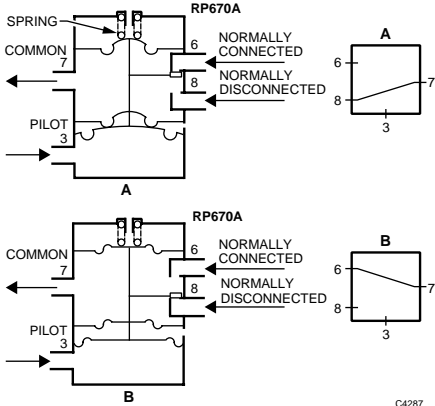 RP670A
SPRING
COMMON
7
6
NORMALLY
CONNECTED
8
NORMALLY
DISCONNECTED
PILOT
3
A
A
6
7
8
3
RP670A
COMMON
7
6
NORMALLY
CONNECTED
8
NORMALLY
DISCONNECTED
PILOT
3
B
B
6
7
8
3
C4287